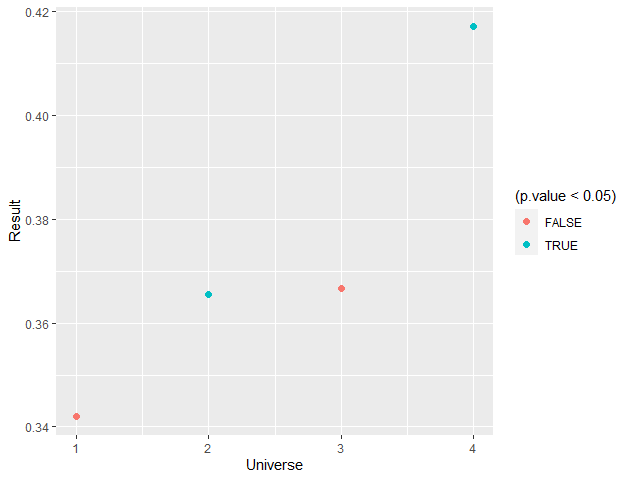 0.42
0.40
0.38
0.36
0.34
Result
1 2 3 4
Universe
(p.value < 0.05)
FALSE
TRUE